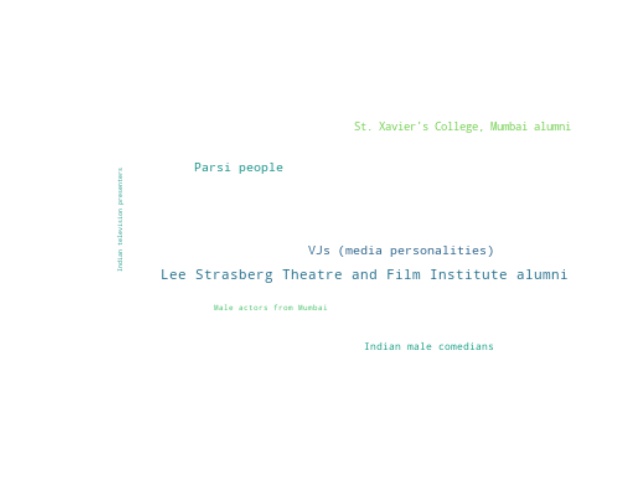 St. Xavier's College, Mumbai alumni
Parsi people
Indian television presenters
VJs (media personalities)
Lee Strasberg Theatre and Film Institute alumni
Male actors from Mumbai
Indian male comedians